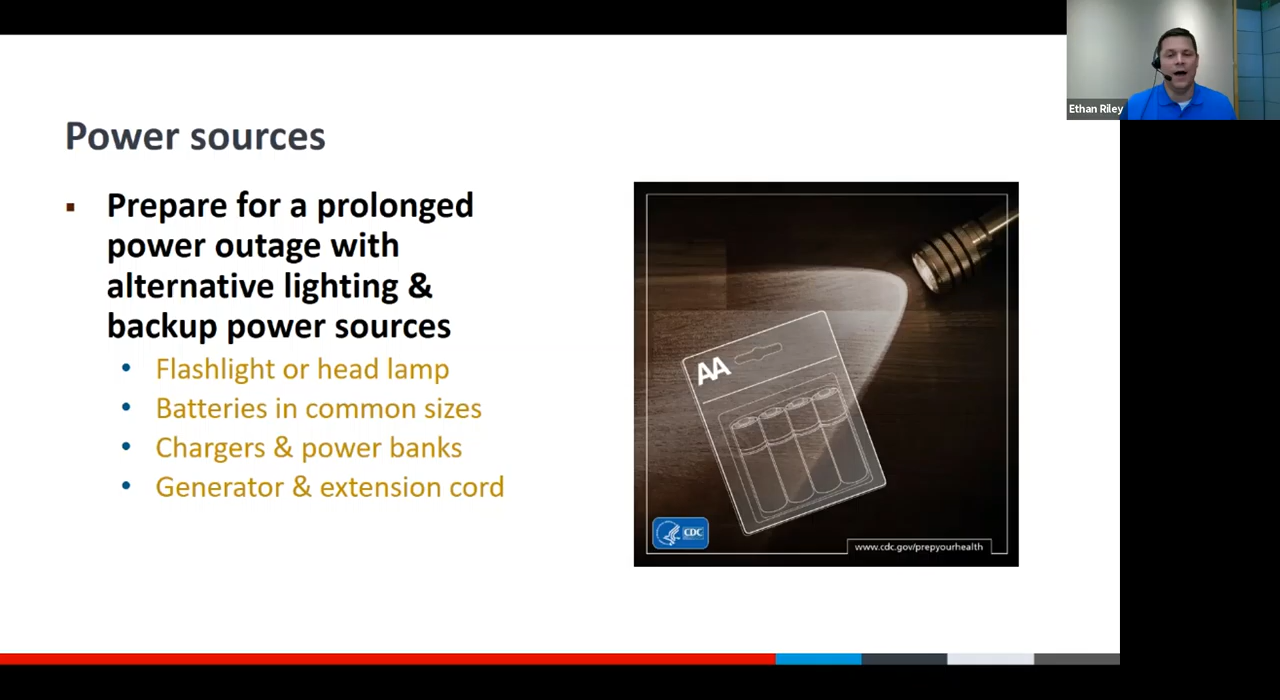 Ethan Riley
Power sources
Prepare for a prolonged
power outage with
alternative lighting &
backup power sources
Flashlight or head lamp
Batteries in common sizes
Chargers & power banks
Generator & extension cord
AA
CDC
www.cdc.gov/prepyourhealth